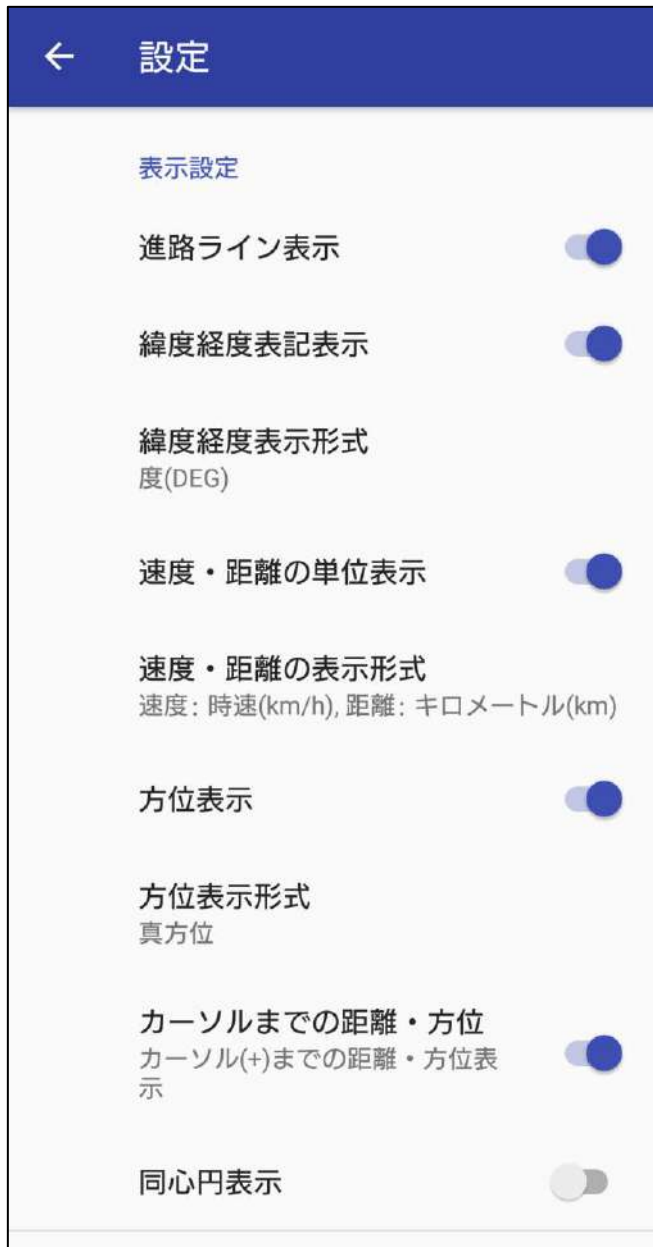 設定
表示設定
進路ライン表示
緯度経度表記表示
緯度経度表示形式
度(DEG)
速度・距離の単位表示
速度・距離の表示形式
速度: 時速(km/h), 距離: キロメートル(km)
方位表示
方位表示形式
真方位
カーソルまでの距離・方位
カーソル(+)までの距離・方位表
示
同心円表示